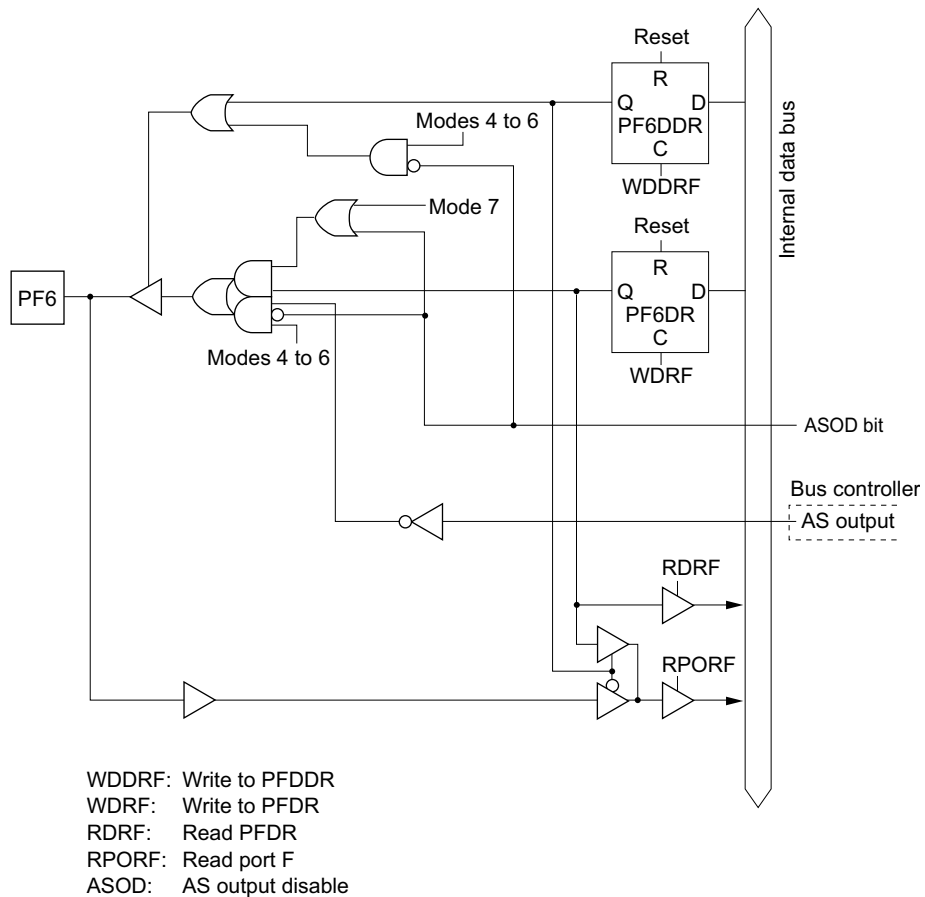 Reset
R
Q D
PF6DDR
C
WDDRF
Modes 4 to 6
Internal data bus
Mode 7
Reset
R
Q D
PF6DR
C
WDRF
PF6
Modes 4 to 6
ASOD bit
Bus controller
AS output
RDRF
RPORF
WDDRF: Write to PFDDR
WDRF: Write to PFDR
RDRF: Read PFDR
RPORF: Read port F
ASOD: AS output disable